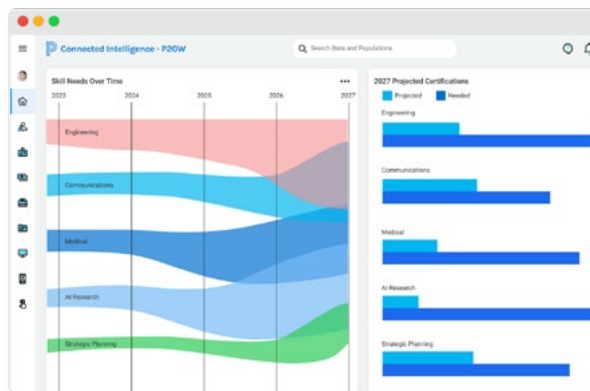 Connected Intelligence - P20W
Search Data and Populations
Skill Needs Over Time
2023 2024 2025 2026 2027
Engineering
Communications
Medical
AI Research
Strategic Planning
2027 Projected Certifications
Projected Needed
Engineering
Communications
Medical
AI Research
Strategic Planning